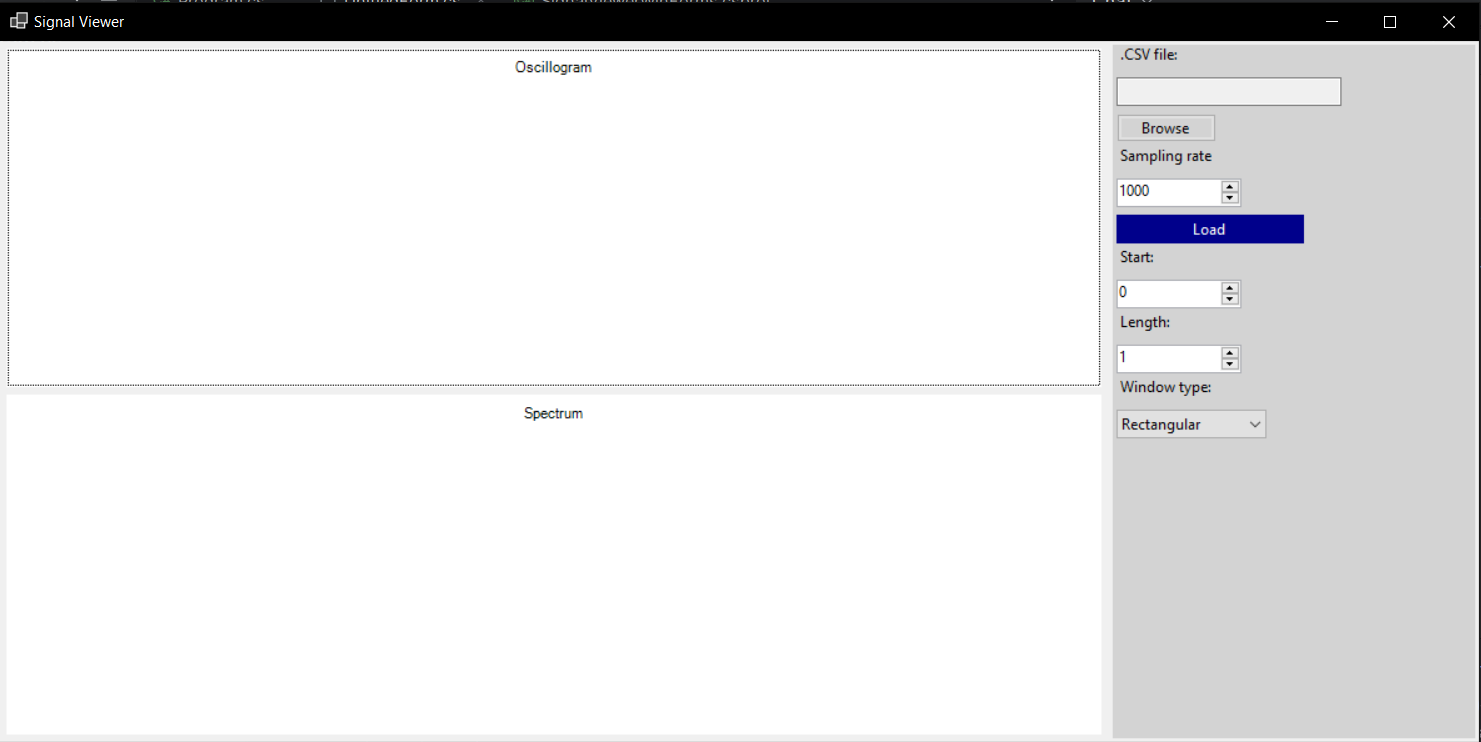 Signal Viewer
Oscillogram
Spectrum
.CSV file:
Browse
Sampling rate
1000
Load
Start:
0
Length:
1
Window type:
Rectangular